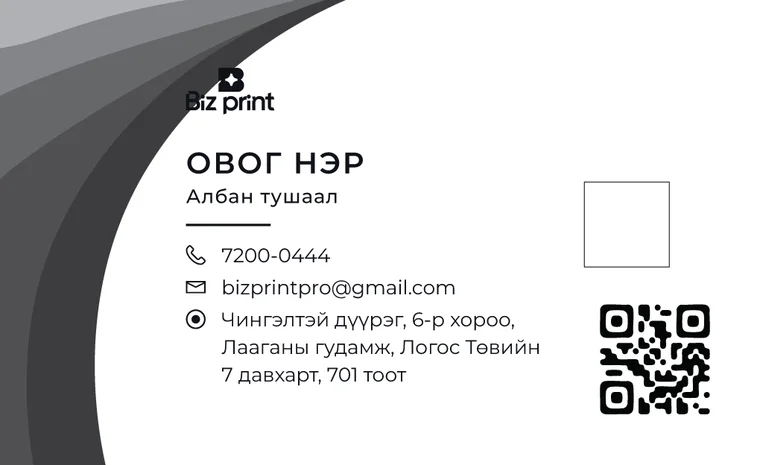 Biz print
ОВОГ НЭР
Албан тушаал
7200-0444
bizprintpro@gmail.com
Чингэлтэй дүүрэг, 6-р хороо,
Лааганы гудамж, Логос Төвийн
7 давхарт, 701 тоот